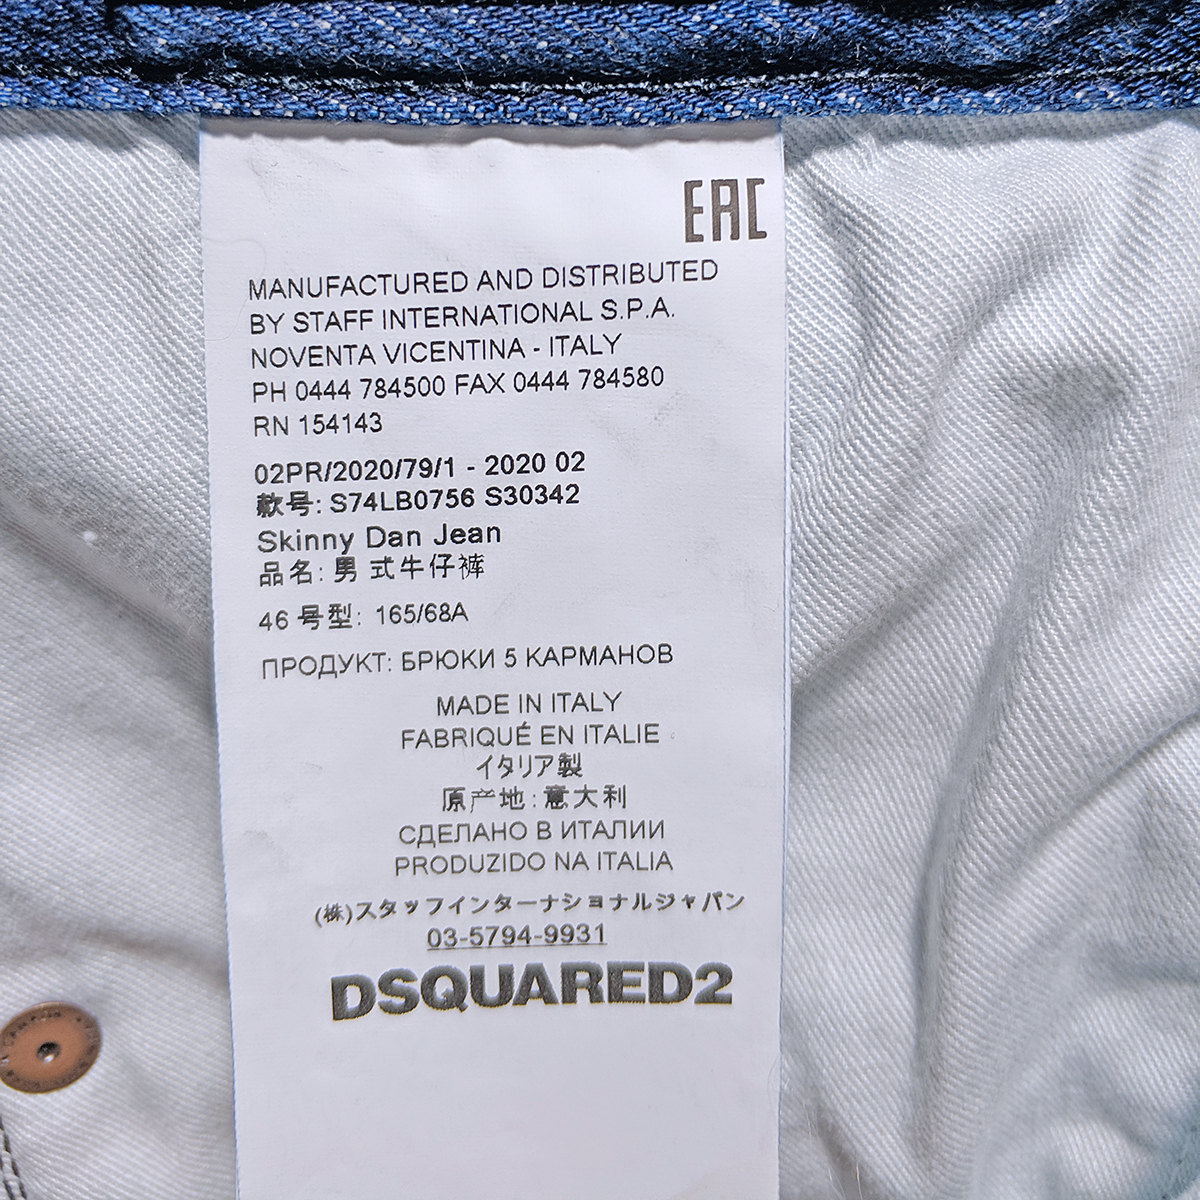 EAC
MANUFACTURED AND DISTRIBUTED
BY STAFF INTERNATIONAL S.P.A.
NOVENTA VICENTINA - ITALY
PH 0444 784500 FAX 0444 784580
RN 154143
02PR/2020/79/1 - 2020 02
款号: S74LB0756 S30342
Skinny Dan Jean
品名: 男式牛仔裤
46 号型: 165/68A
ПРОДУКТ: БРЮКИ 5 КАРМАНОВ
MADE IN ITALY
FABRIQUÉ EN ITALIE
イタリア製
原产地: 意大利
СДЕЛАНО В ИТАЛИИ
PRODUZIDO NA ITALIA
(株)スタッフインターナショナルジャパン
03-5794-9931
DSQUARED2